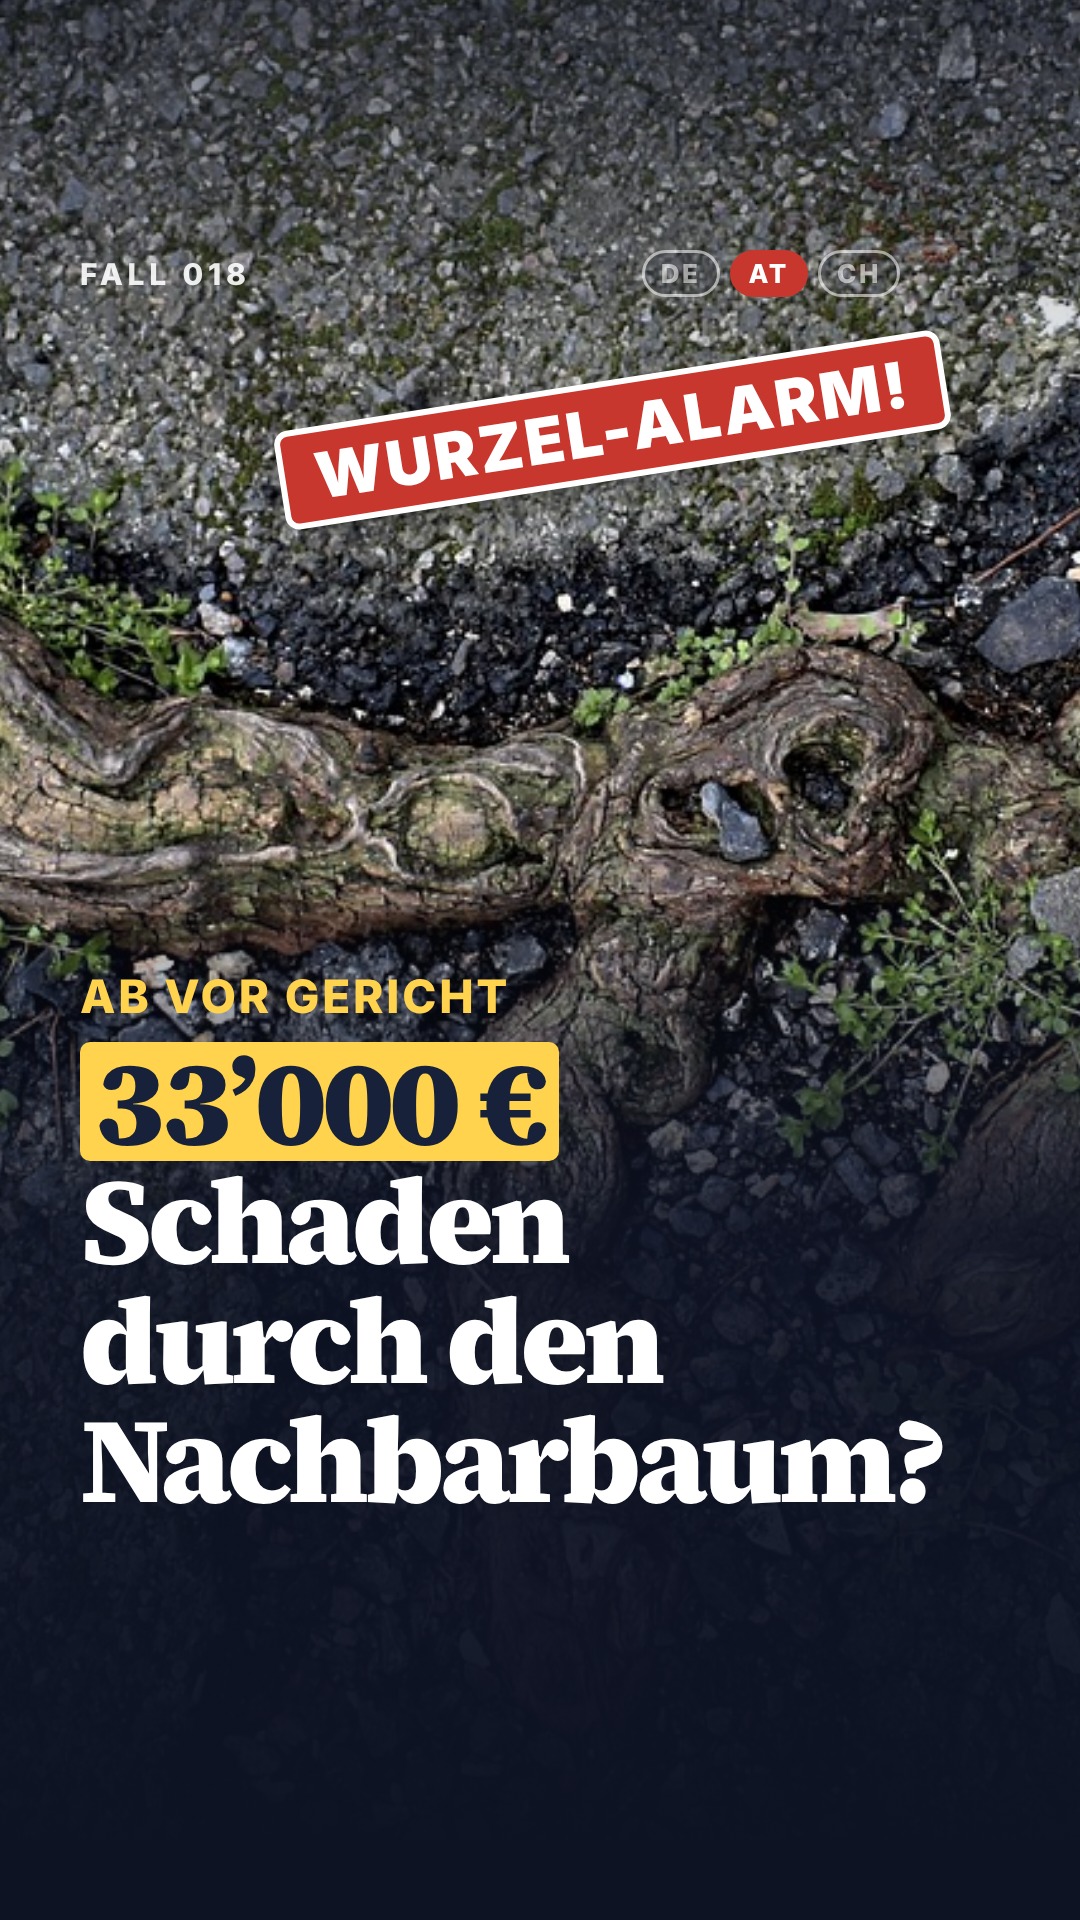 FALL 018
DE AT CH
WURZEL-ALARM!
AB VOR GERICHT
33’000 €
Schaden
durch den
Nachbarbaum?